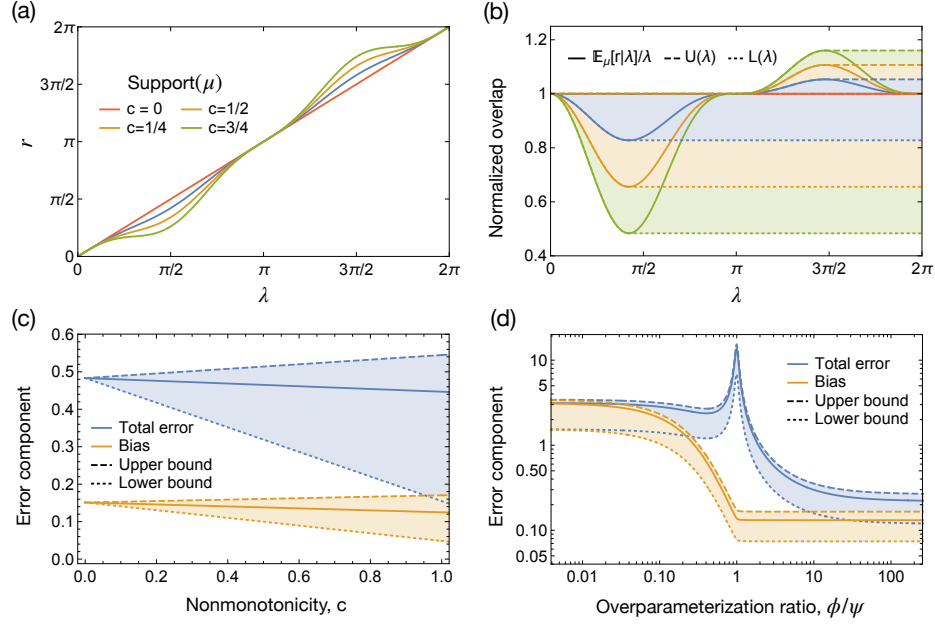 (a)
2π
3π/2
π
π/2
0
r
Support(μ)
c = 0
c=1/2
c=1/4
c=3/4
0
π/2
π
3π/2
2π
λ
(b)
1.2
1.0
0.8
0.6
0.4
Normalized overlap
𝔼μ[r|λ]/λ
U(λ)
L(λ)
0
π/2
π
3π/2
2π
λ
(c)
0.6
0.5
0.4
0.3
0.2
0.1
0.0
Error component
Total error
Bias
Upper bound
Lower bound
0.0
0.2
0.4
0.6
0.8
1.0
Nonmonotonicity, c
(d)
10
5
1
0.50
0.10
0.05
Error component
Total error
Bias
Upper bound
Lower bound
0.01
0.10
1
10
100
Overparameterization ratio, ϕ/ψ